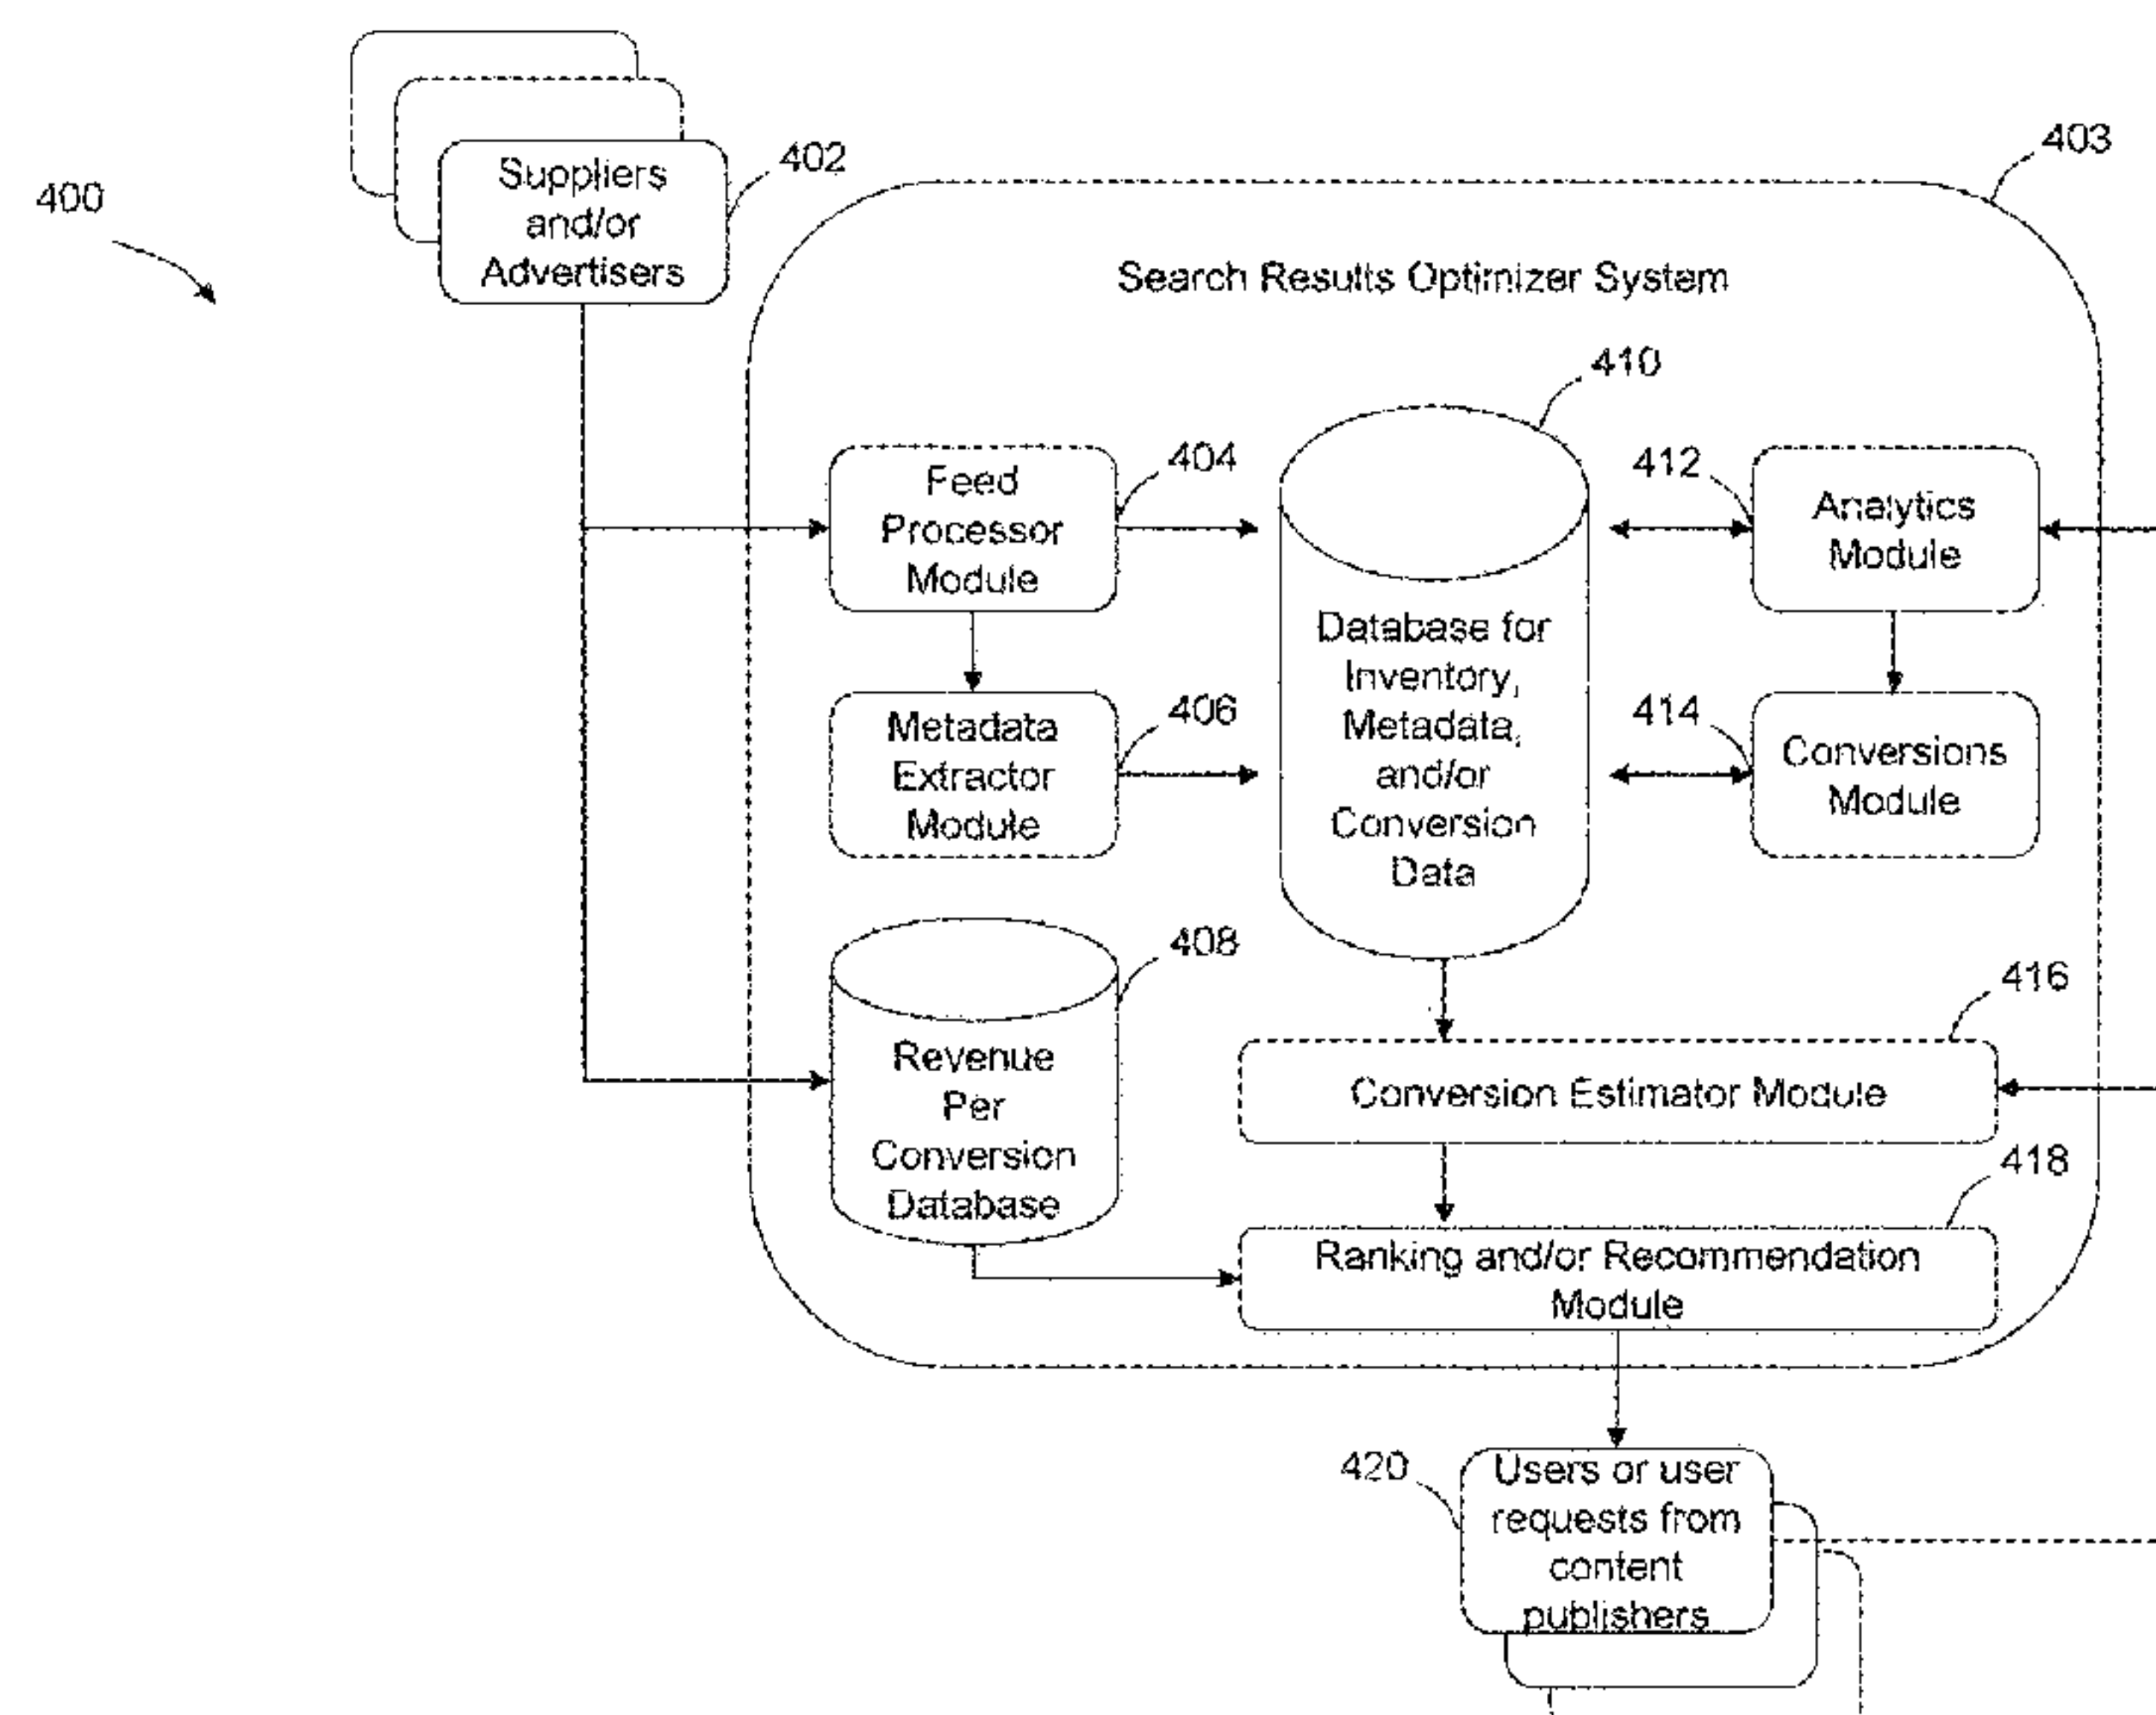 400
Suppliers
and/or
Advertisers
402
403
Search Results Optimizer System
410
Feed
Processor
Module
404
412
Analytics
Module
Metadata
Extractor
Module
406
Database for
Inventory,
Metadata,
and/or
Conversion
Data
414
Conversions
Module
408
Revenue
Per
Conversion
Database
416
Conversion Estimator Module
418
Ranking and/or Recommendation
Module
420
Users or user
requests from
content
publishers